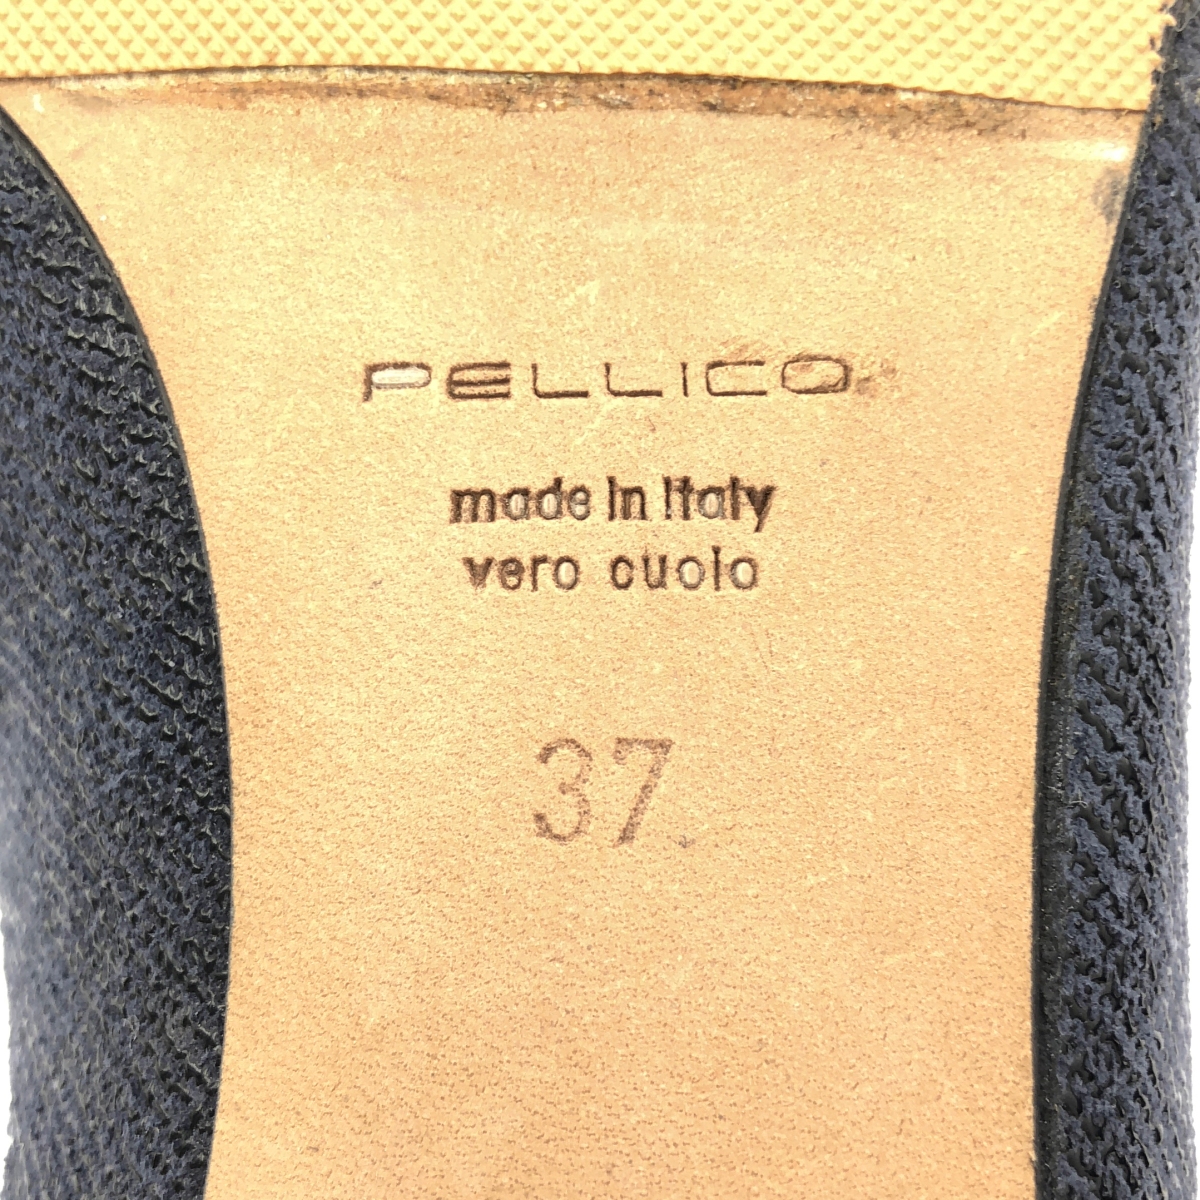 PELLICO
made in Italy
vero cuoio
37